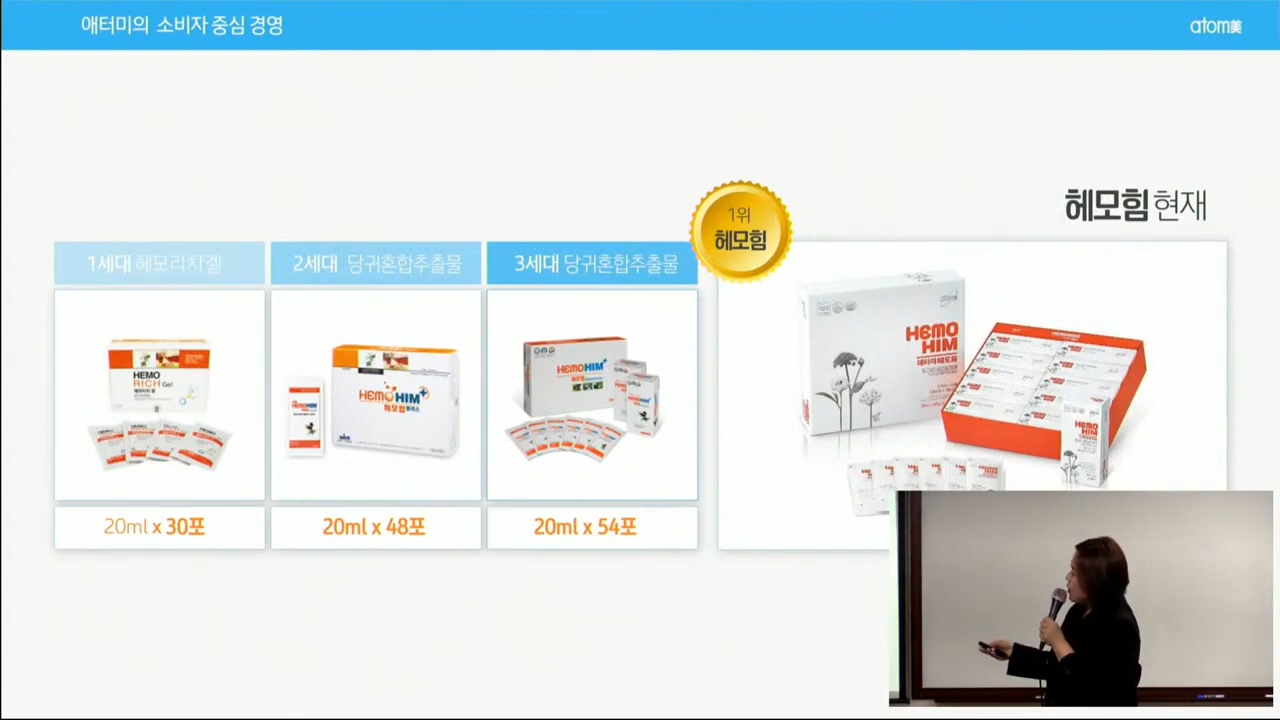 애터미의 소비자 중심 경영
atom美
헤모힘 현재
1위
헤모힘
1세대 헤모리치겔
2세대 당귀혼합추출물
3세대 당귀혼합추출물
HEMO
RICH Gel
HEMOHIM+
헤모힘 플러스
HEMOHIM
HEMOHIM+
HEMO
HIM
애터미 헤모힘
HEMO
HIM
20ml x 30포
20ml x 48포
20ml x 54포